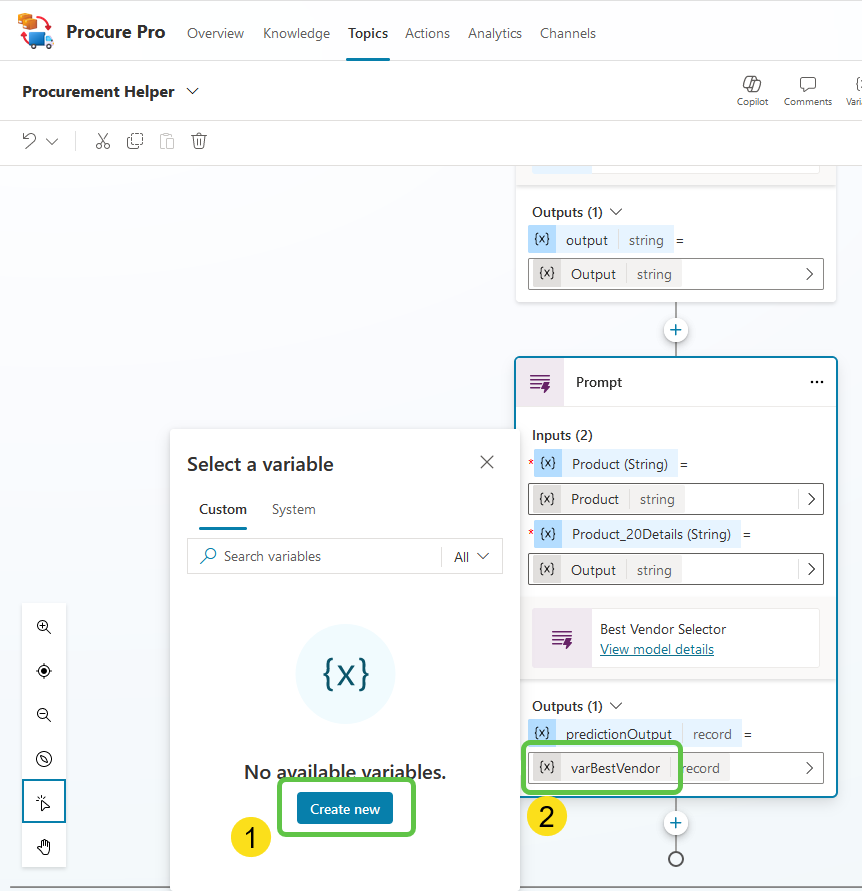 Procure Pro
Overview Knowledge Topics Actions Analytics Channels
Procurement Helper
Copilot Comments Vari
Outputs (1)
{x} output string =
{x} Output string
Prompt
Inputs (2)
* {x} Product (String) =
{x} Product string
* {x} Product_20Details (String) =
{x} Output string
Best Vendor Selector
View model details
Outputs (1)
{x} predictionOutput record =
{x} varBestVendor record
2
Select a variable
Custom System
Search variables All
{x}
No available variables.
Create new
1